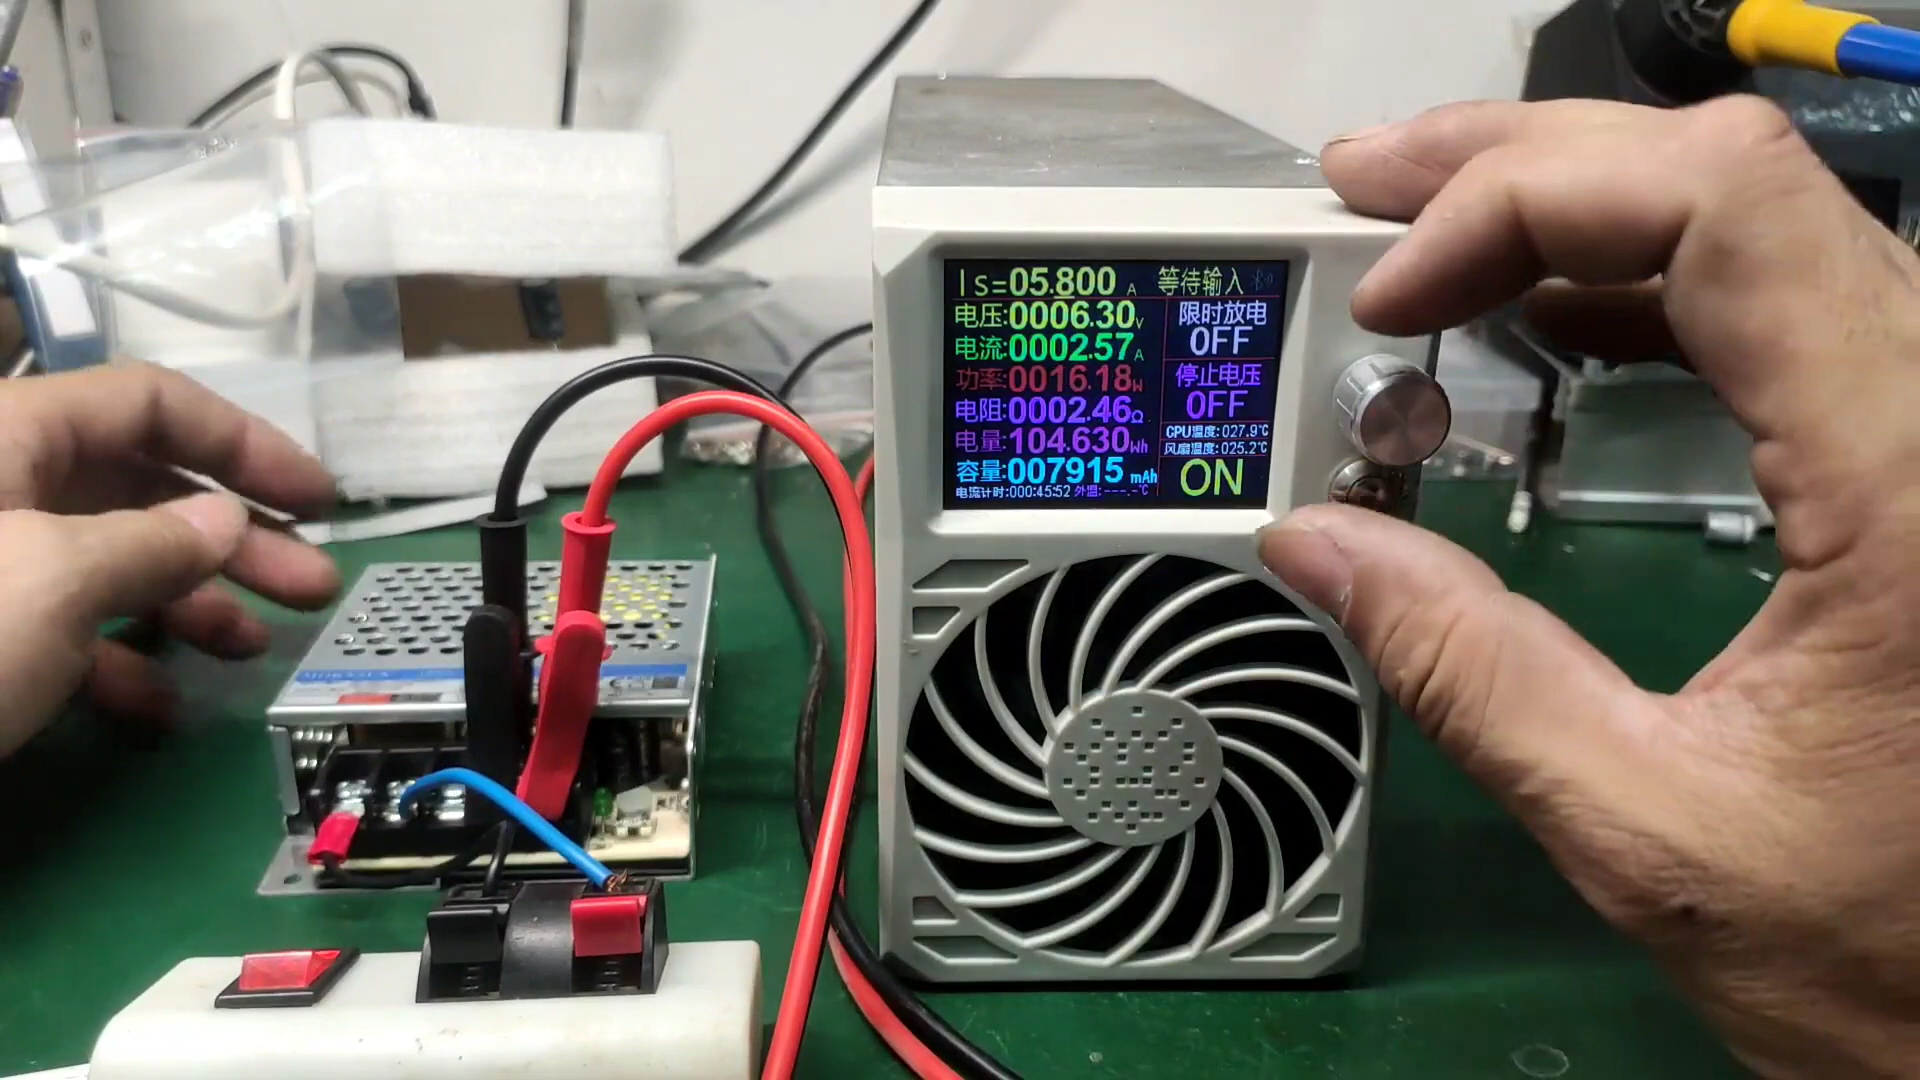 Is=05.800 A 等待输入
电压:0006.30V
限时放电
OFF
电流:0002.57A
功率:0016.18W
停止电压
OFF
电阻:0002.46Ω
CPU温度:027.9℃
电量:104.630Wh
风扇温度:025.2℃
容量:007915 mAh
ON
电流计时:000:45:52 外温:---.-℃